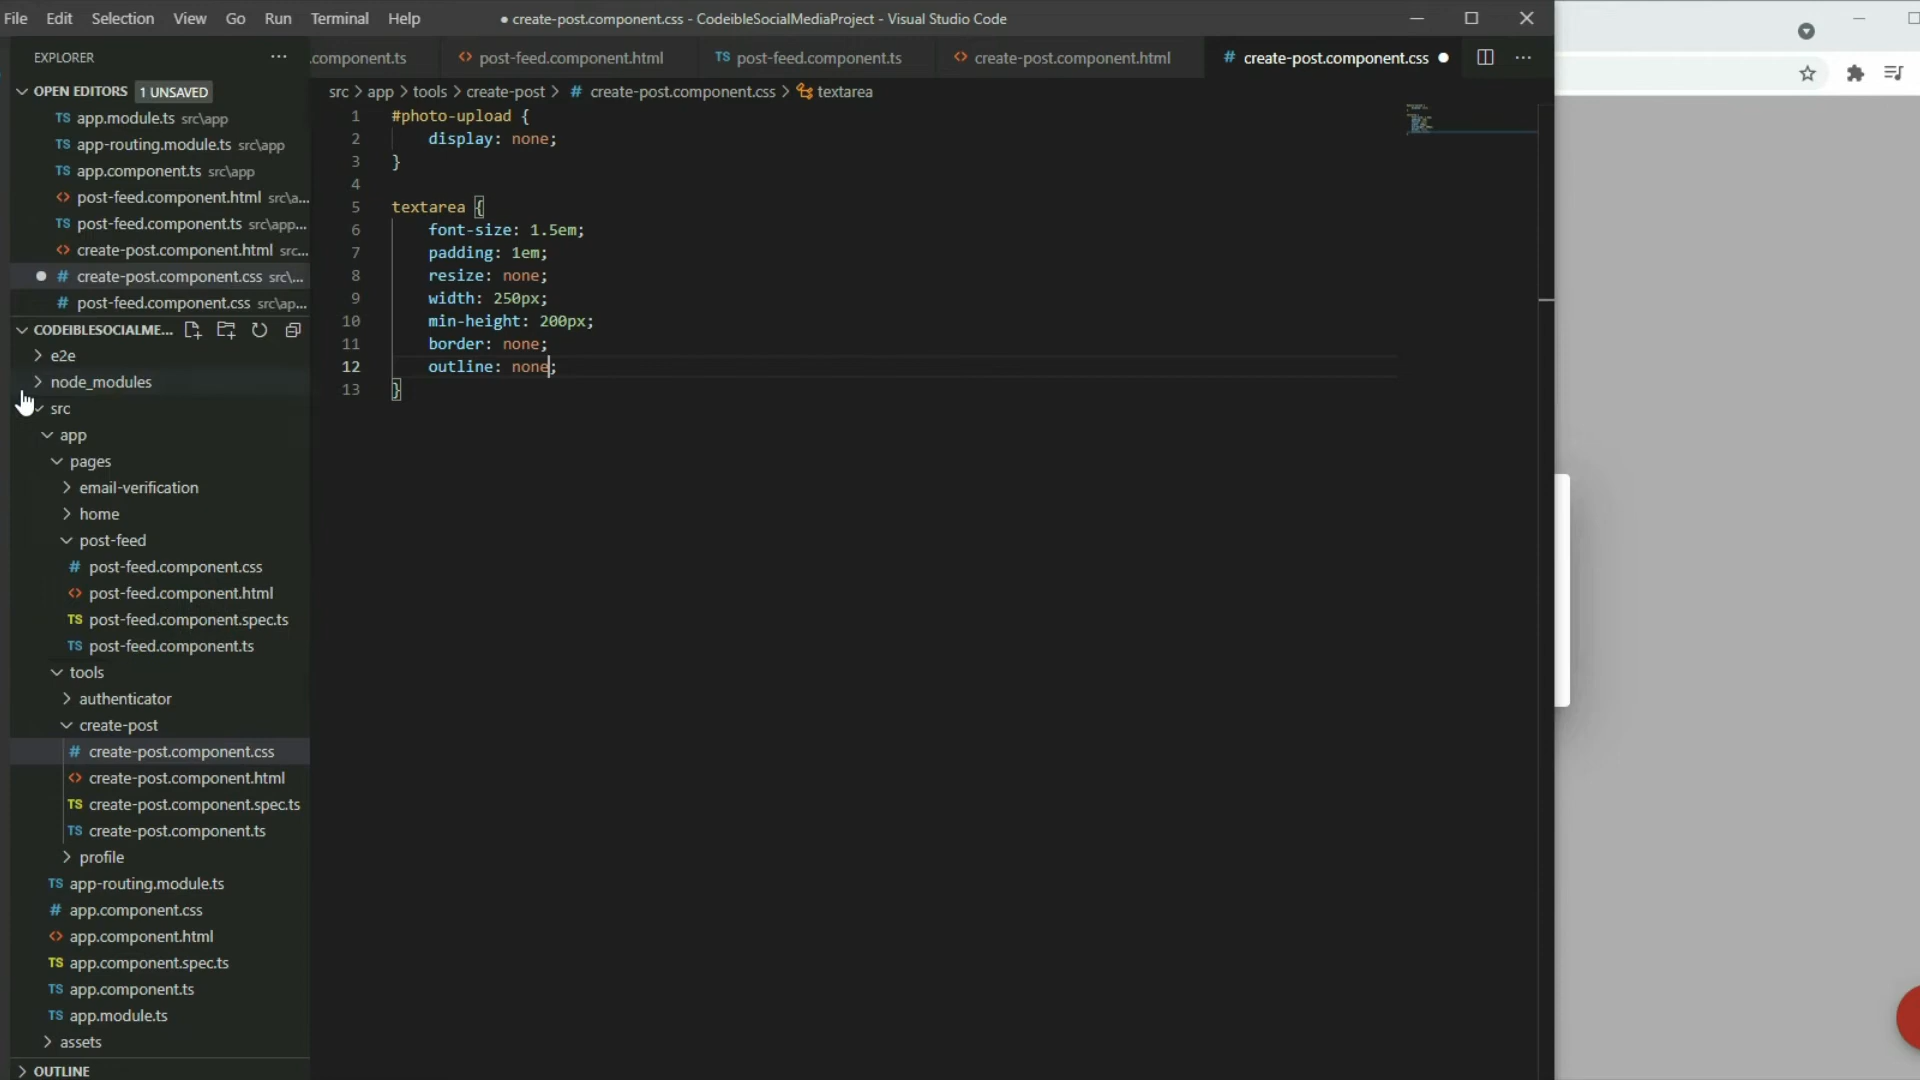 File Edit Selection View Go Run Terminal Help
● create-post.component.css - CodeibleSocialMediaProject - Visual Studio Code
EXPLORER
.component.ts
<> post-feed.component.html
TS post-feed.component.ts
<> create-post.component.html
# create-post.component.css
OPEN EDITORS 1 UNSAVED
TS app.module.ts src\app
TS app-routing.module.ts src\app
TS app.component.ts src\app
<> post-feed.component.html src\a...
TS post-feed.component.ts src\app...
<> create-post.component.html src...
# create-post.component.css src\...
# post-feed.component.css src\ap...
CODEIBLESOCIALME...
> e2e
> node_modules
src
app
pages
> email-verification
> home
post-feed
# post-feed.component.css
<> post-feed.component.html
TS post-feed.component.spec.ts
TS post-feed.component.ts
tools
> authenticator
create-post
# create-post.component.css
<> create-post.component.html
TS create-post.component.spec.ts
TS create-post.component.ts
> profile
TS app-routing.module.ts
# app.component.css
<> app.component.html
TS app.component.spec.ts
TS app.component.ts
TS app.module.ts
> assets
> OUTLINE
src > app > tools > create-post > # create-post.component.css > textarea
1 #photo-upload {
2 display: none;
3 }
4
5 textarea {
6 font-size: 1.5em;
7 padding: 1em;
8 resize: none;
9 width: 250px;
10 min-height: 200px;
11 border: none;
12 outline: none;
13 }